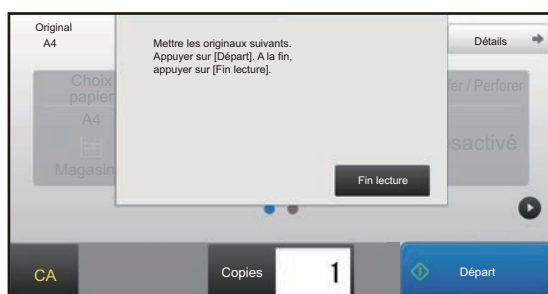 Original
A4
Mettre les originaux suivants.
Appuyer sur [Départ]. A la fin,
appuyer sur [Fin lecture].
Détails
Choix
papier
A4
Magasin
fer / Perforer
ésactivé
Fin lecture
CA
Copies
1
Départ